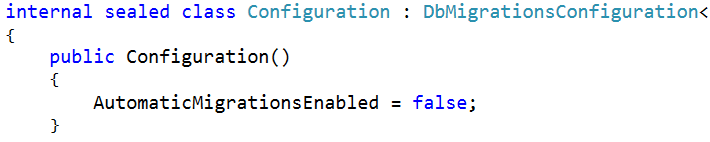 internal sealed class Configuration : DbMigrationsConfiguration<
{
    public Configuration()
    {
        AutomaticMigrationsEnabled = false;
    }